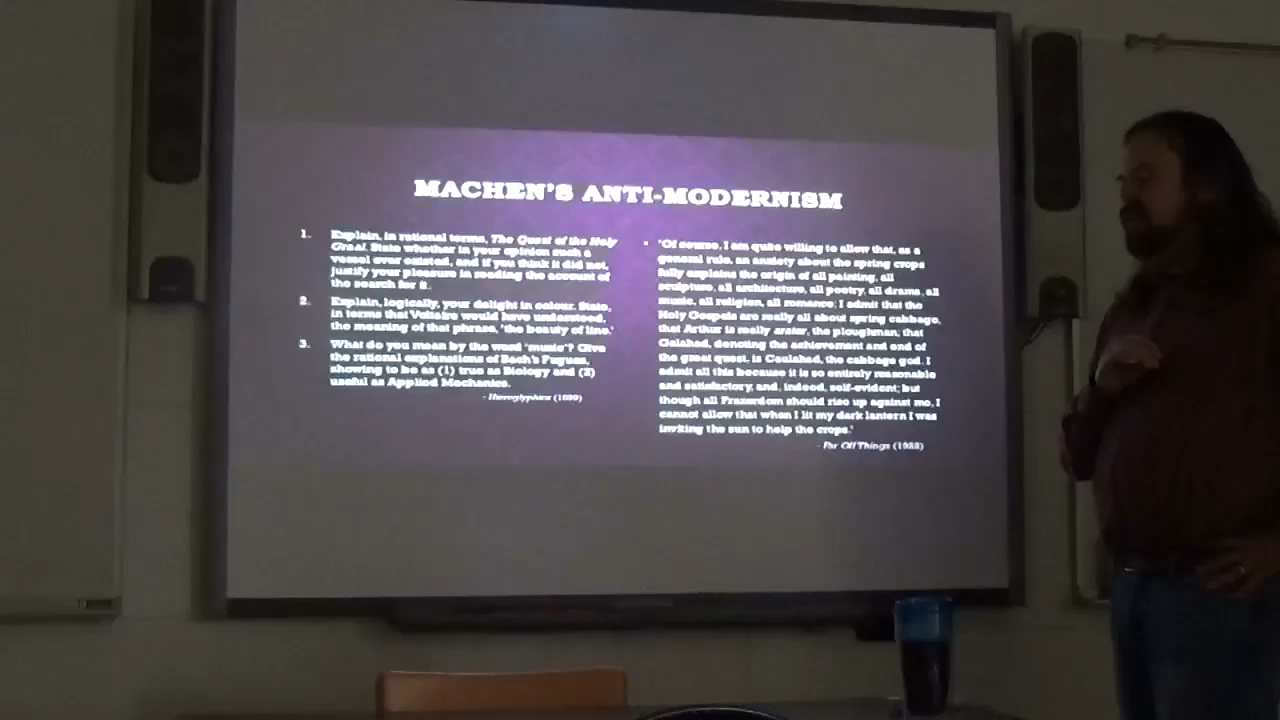 MACHEN'S ANTI-MODERNISM
1. Explain, in rational terms, The Quest of the Holy
Graal. State whether in your opinion such a
vessel ever existed, and if you think it did not,
justify your pleasure in reading the account of
the search for it.
2. Explain, logically, your delight in colour. State,
in terms that Voltaire would have understood,
the meaning of that phrase, 'the beauty of line.'
3. What do you mean by the word 'music'? Give
the rational explanations of Bach's Fugues,
showing to be as (1) true as Biology and (2)
useful as Applied Mechanics.
- Hieroglyphics (1899)
• 'Of course, I am quite willing to allow that, as a
general rule, an anxiety about the spring crops
fully explains the origin of all painting, all
sculpture, all architecture, all poetry, all drama, all
music, all religion, all romance; I admit that the
Holy Gospels are really all about spring cabbage,
that Arthur is really arator, the ploughman; that
Galahad, denoting the achievement and end of
the great quest, is Caulahad, the cabbage god. I
admit all this because it is so entirely reasonable
and satisfactory, and, indeed, self-evident; but
though all Frazerdom should rise up against me, I
cannot allow that when I lit my dark lantern I was
inviting the sun to help the crops.'
- Far Off Things